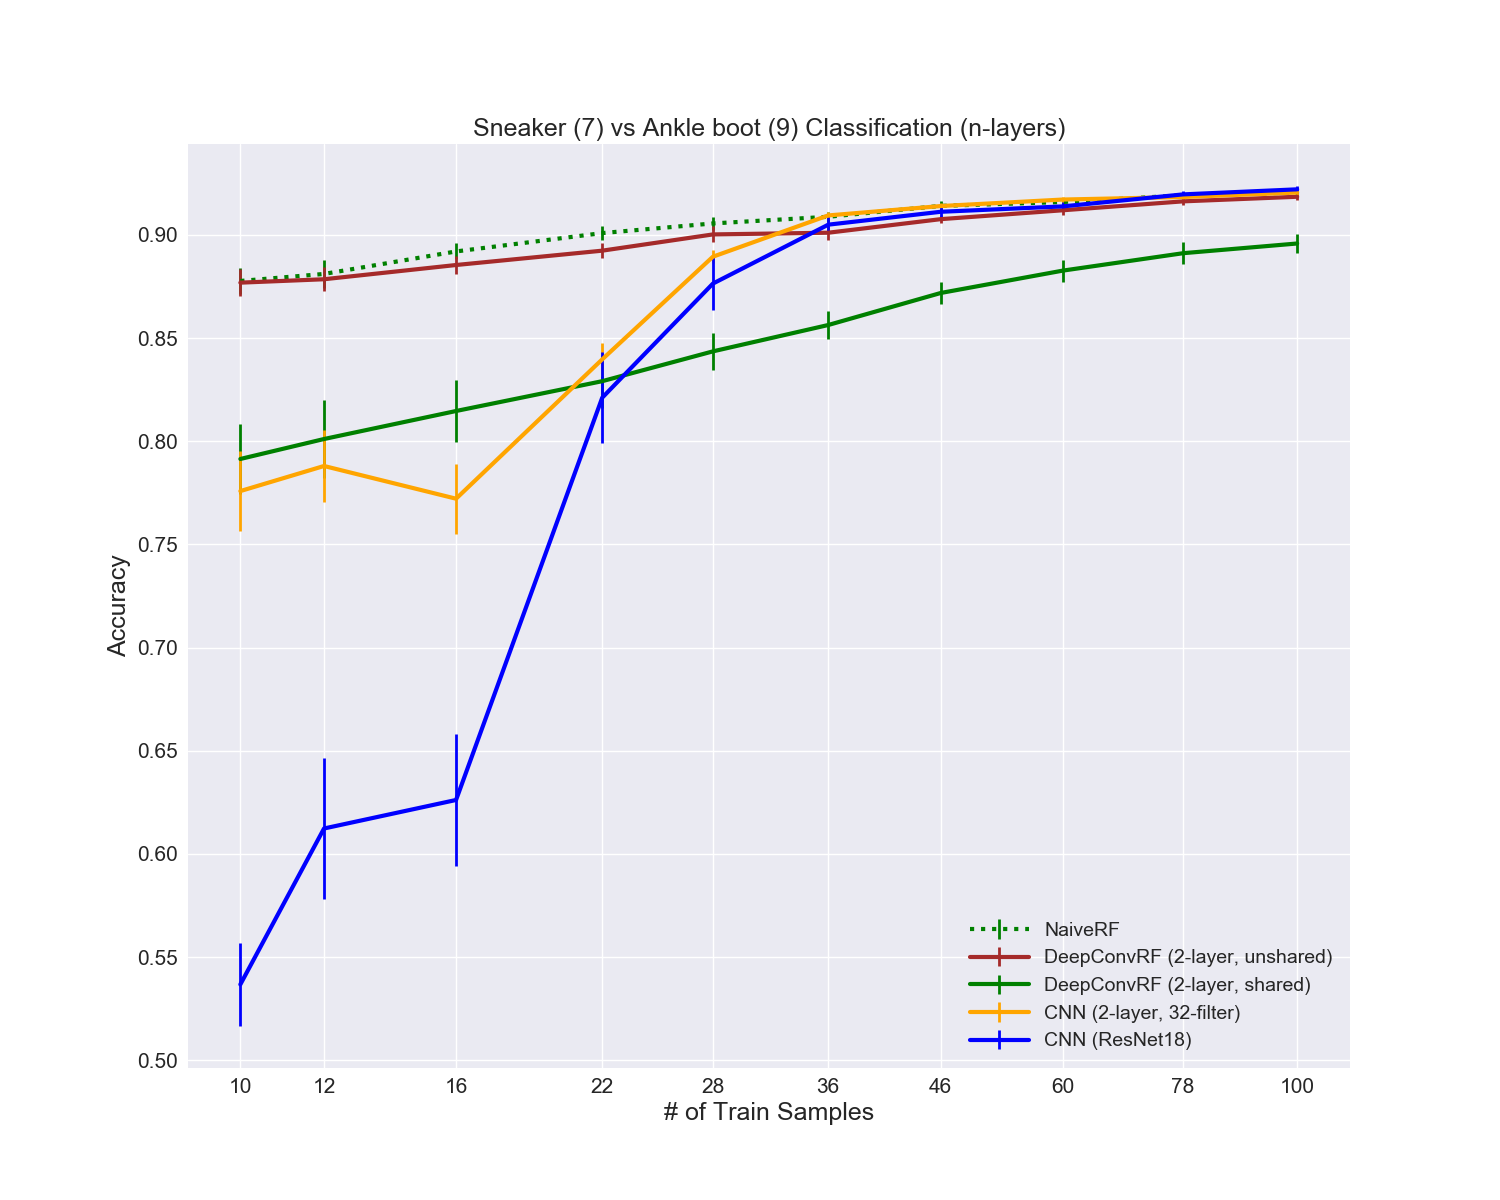 Sneaker (7) vs Ankle boot (9) Classification (n-layers)
Accuracy
0.90
0.85
0.80
0.75
0.70
0.65
0.60
0.55
0.50
NaiveRF
DeepConvRF (2-layer, unshared)
DeepConvRF (2-layer, shared)
CNN (2-layer, 32-filter)
CNN (ResNet18)
10 12 16 22 28 36 46 60 78 100
# of Train Samples